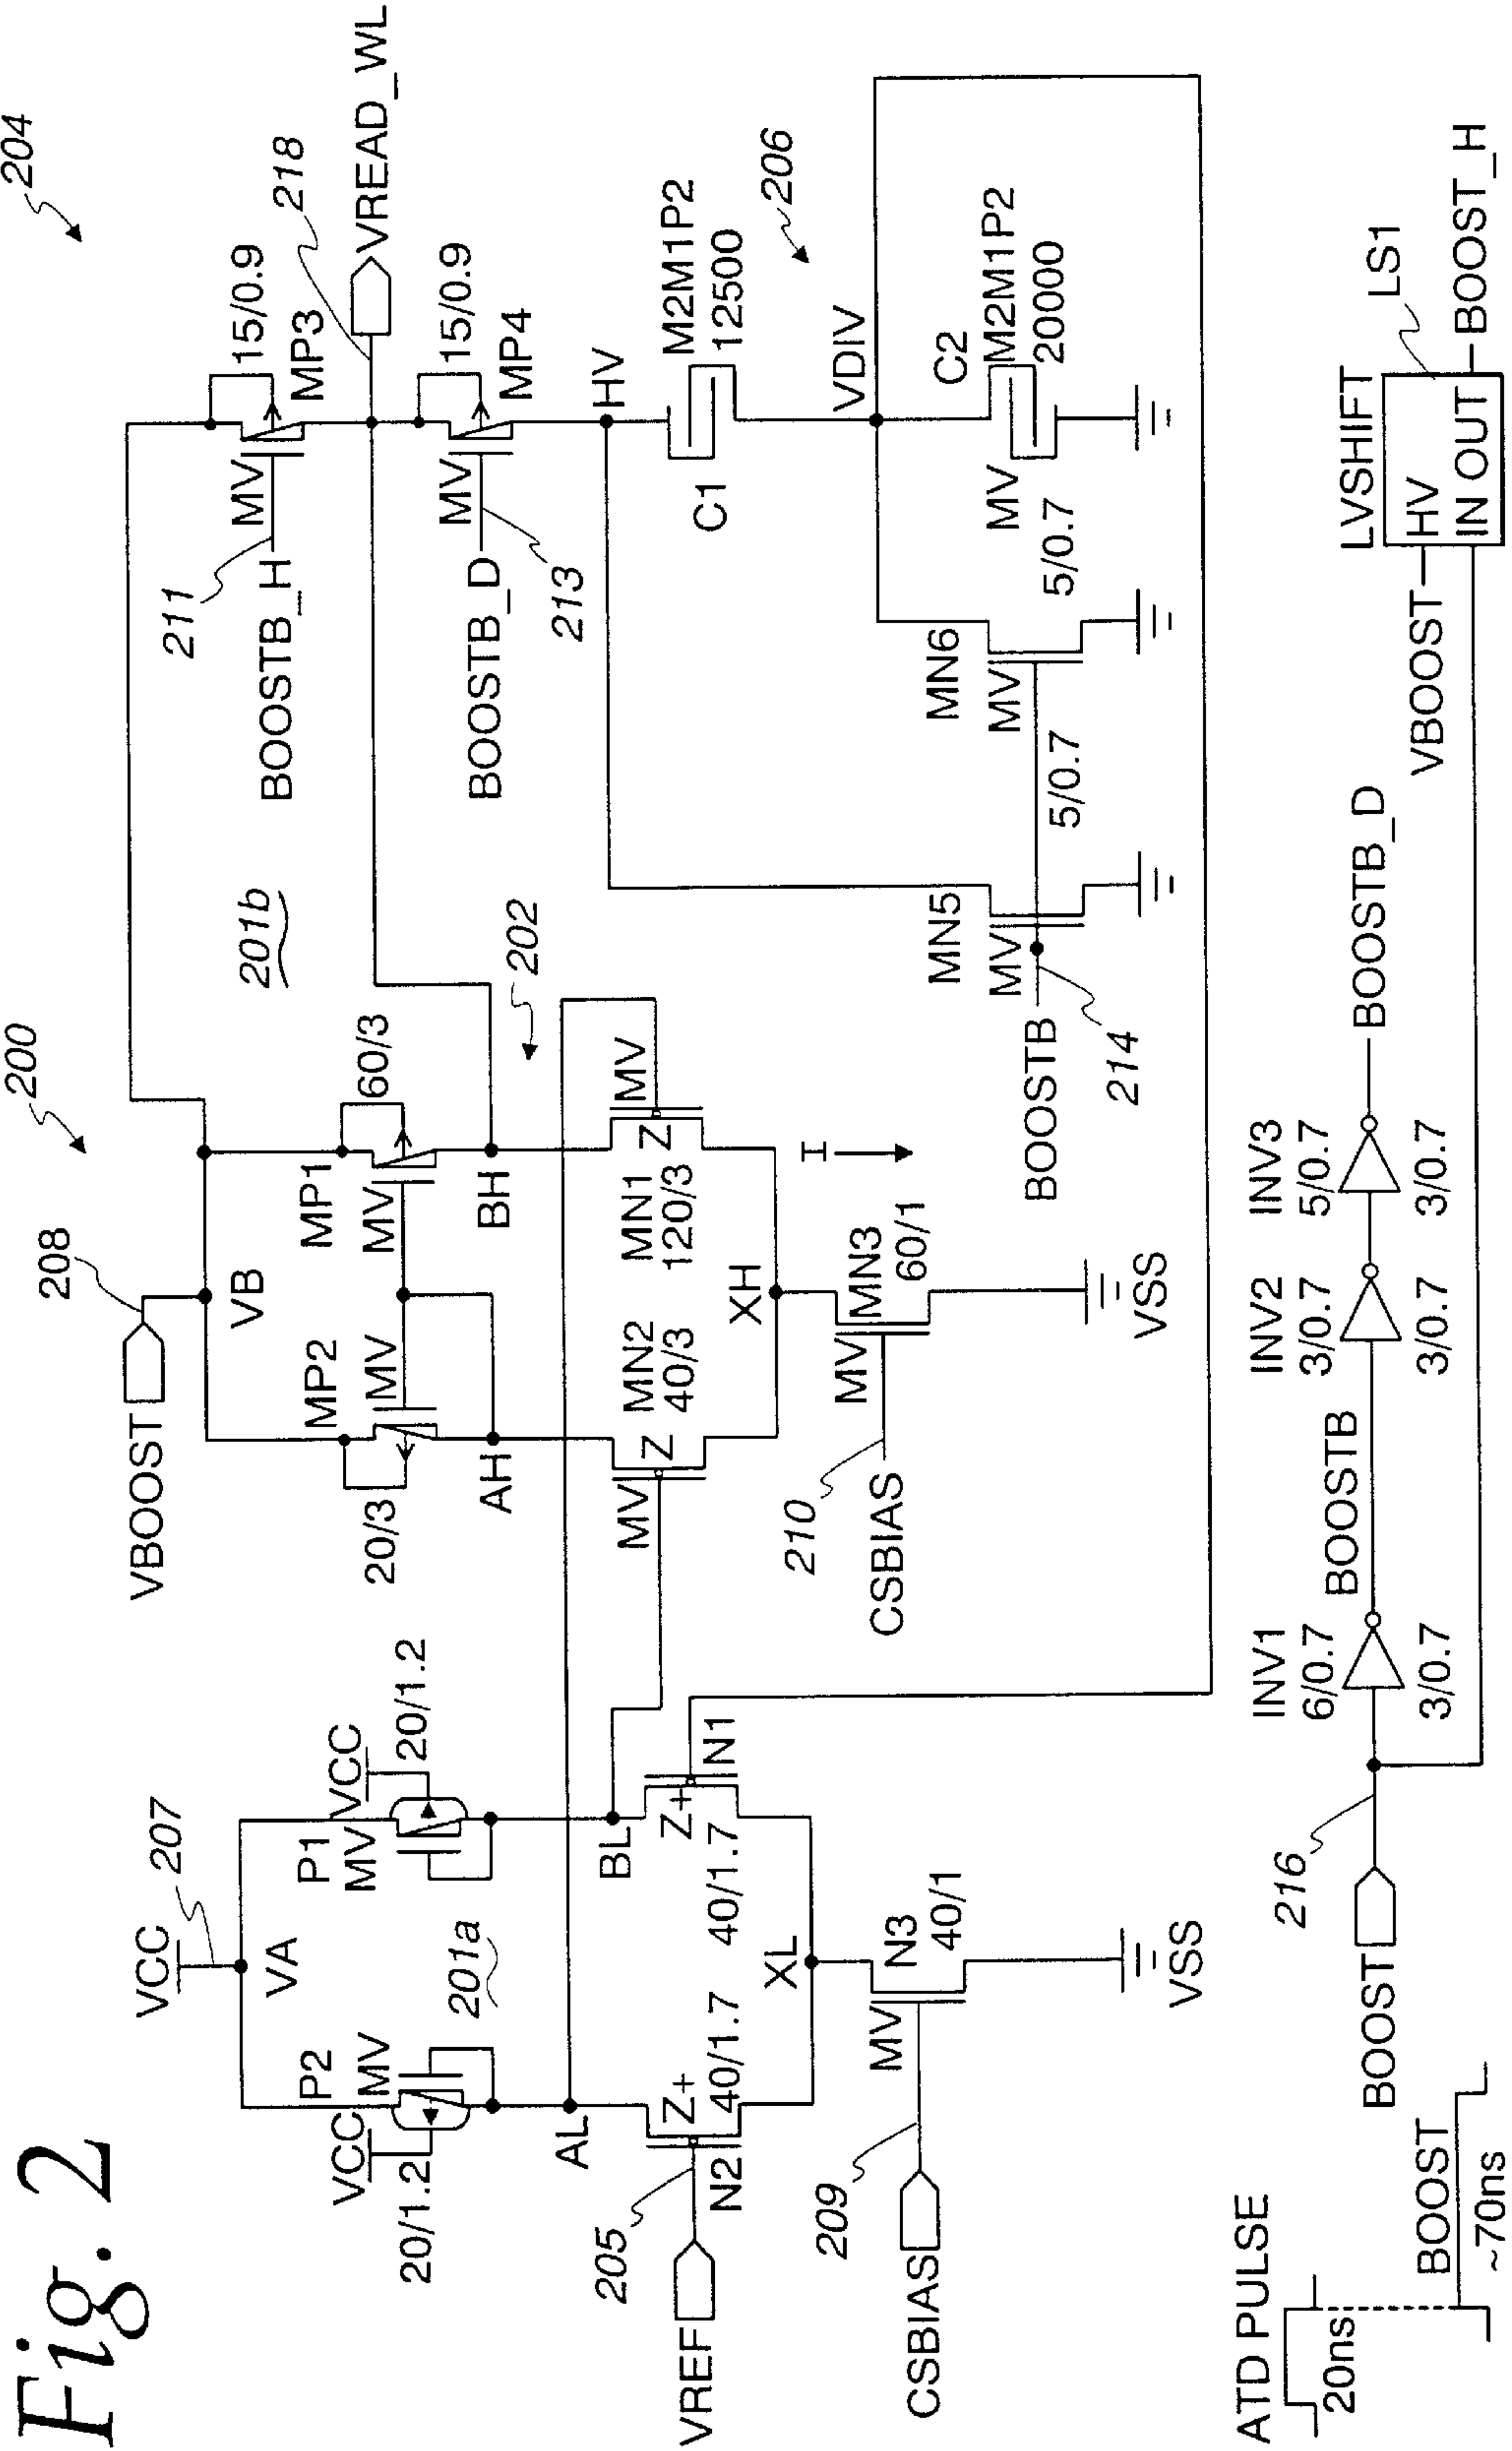 Fig. 2
200
204
VBOOST
208
VB
VCC
207
VA
P2
MV
VCC
20/1.2
P1
MV
VCC
20/1.2
201a
AL
BL
VREF
205
N2
Z+
40/1.7
Z+
40/1.7
N1
XL
CSBIAS
209
MV
N3
40/1
VSS
MP2
MV
20/3
MP1
MV
60/3
AH
BH
201b
202
MV
Z
MN2
40/3
MN1
120/3
Z
MV
XH
I
CSBIAS
210
MV
MN3
60/1
VSS
211
BOOSTB_H
MV
15/0.9
MP3
218
VREAD_WL
BOOSTB_D
213
MV
15/0.9
MP4
HV
C1
M2M1P2
12500
206
VDIV
C2
MV
M2M1P2
20000
MN5
MV
5/0.7
MN6
MV
5/0.7
BOOSTB
214
ATD PULSE
20ns
BOOST
~70ns
BOOST
216
INV1
6/0.7
3/0.7
BOOSTB
INV2
3/0.7
3/0.7
INV3
5/0.7
3/0.7
BOOSTB_D
LVSHIFT
LS1
VBOOST
HV
IN OUT
BOOST_H